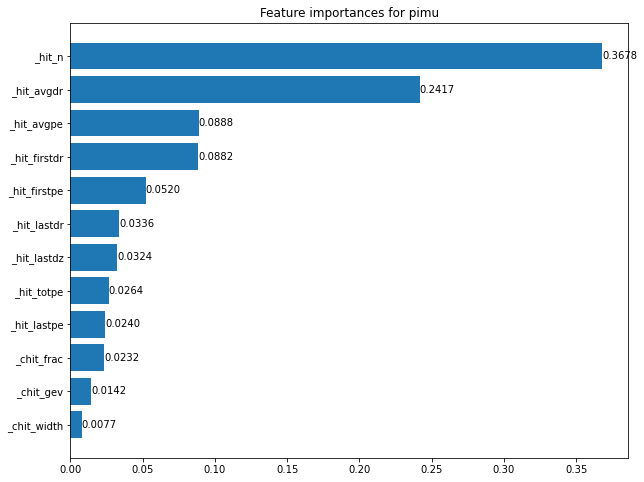 Feature importances for pimu
_hit_n 0.3678
_hit_avgdr 0.2417
_hit_avgpe 0.0888
_hit_firstdr 0.0882
_hit_firstpe 0.0520
_hit_lastdr 0.0336
_hit_lastdz 0.0324
_hit_totpe 0.0264
_hit_lastpe 0.0240
_chit_frac 0.0232
_chit_gev 0.0142
_chit_width 0.0077
0.00 0.05 0.10 0.15 0.20 0.25 0.30 0.35